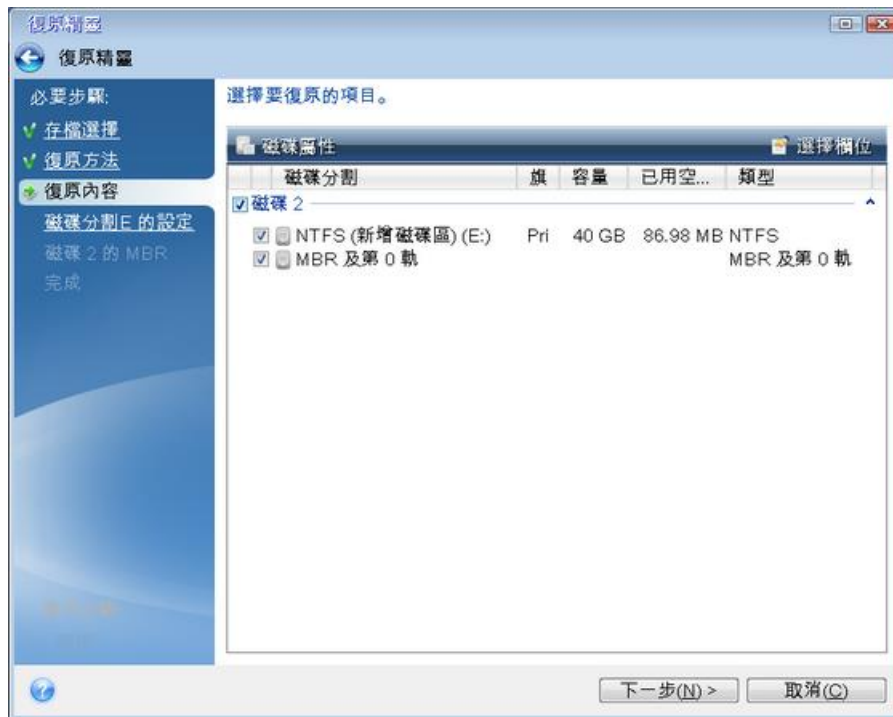 復原精靈
復原精靈
必要步驟:
存檔選擇
復原方法
復原內容
磁碟分割E 的設定
磁碟 2 的 MBR
完成
選擇要復原的項目。
磁碟屬性 選擇欄位
磁碟分割 旗 容量 已用空... 類型
磁碟 2
NTFS (新增磁碟區) (E:) Pri 40 GB 86.98 MB NTFS
MBR 及第 0 軌 MBR 及第 0 軌
下一步(N) > 取消(C)